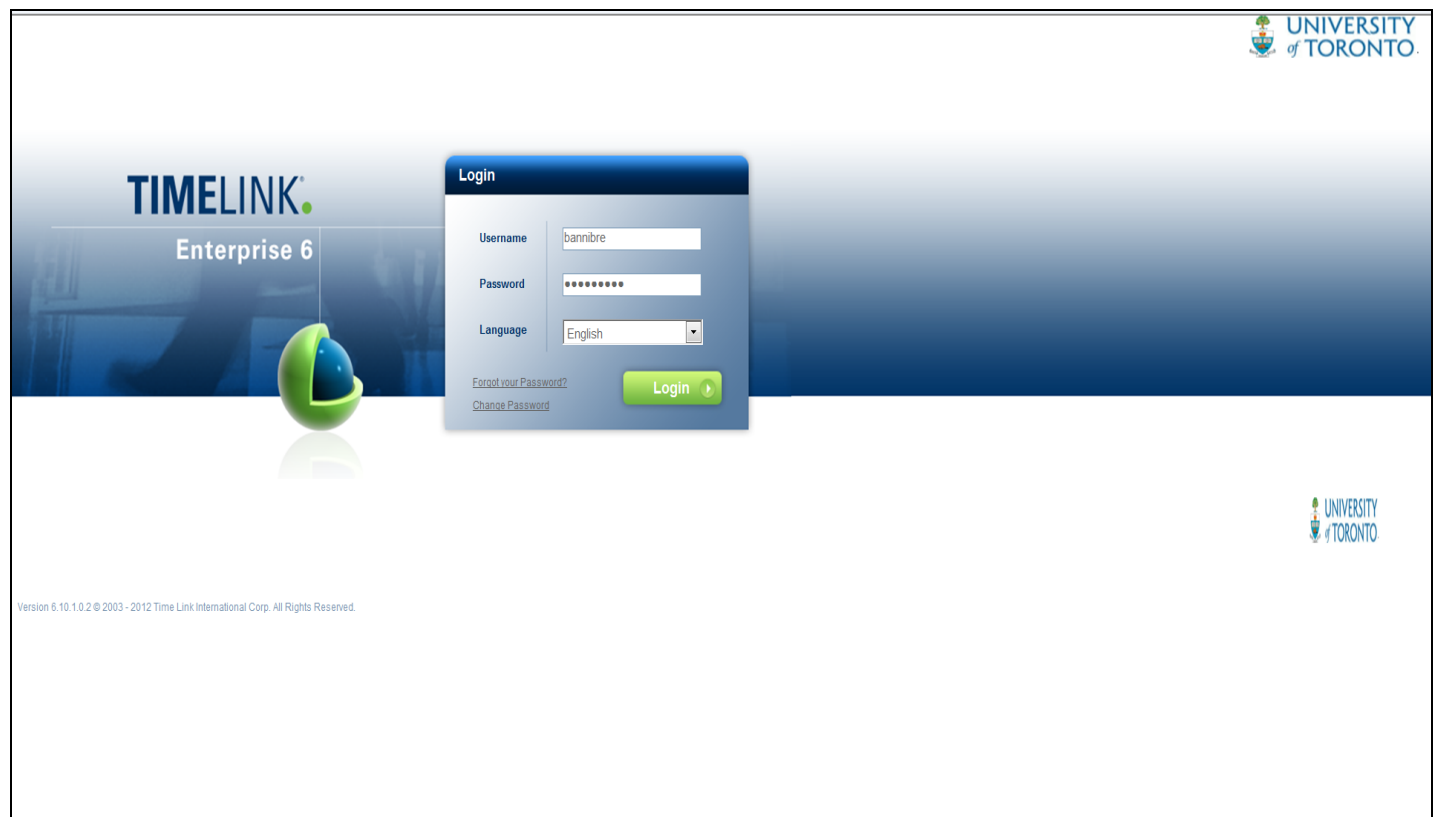 UNIVERSITY
of TORONTO
TIMELINK
Enterprise 6
Login
Username bannibre
Password •••••••••
Language English
Forgot your Password?
Login
Change Password
UNIVERSITY
of TORONTO
Version 6.10.1.0.2 © 2003 - 2012 Time Link International Corp. All Rights Reserved.